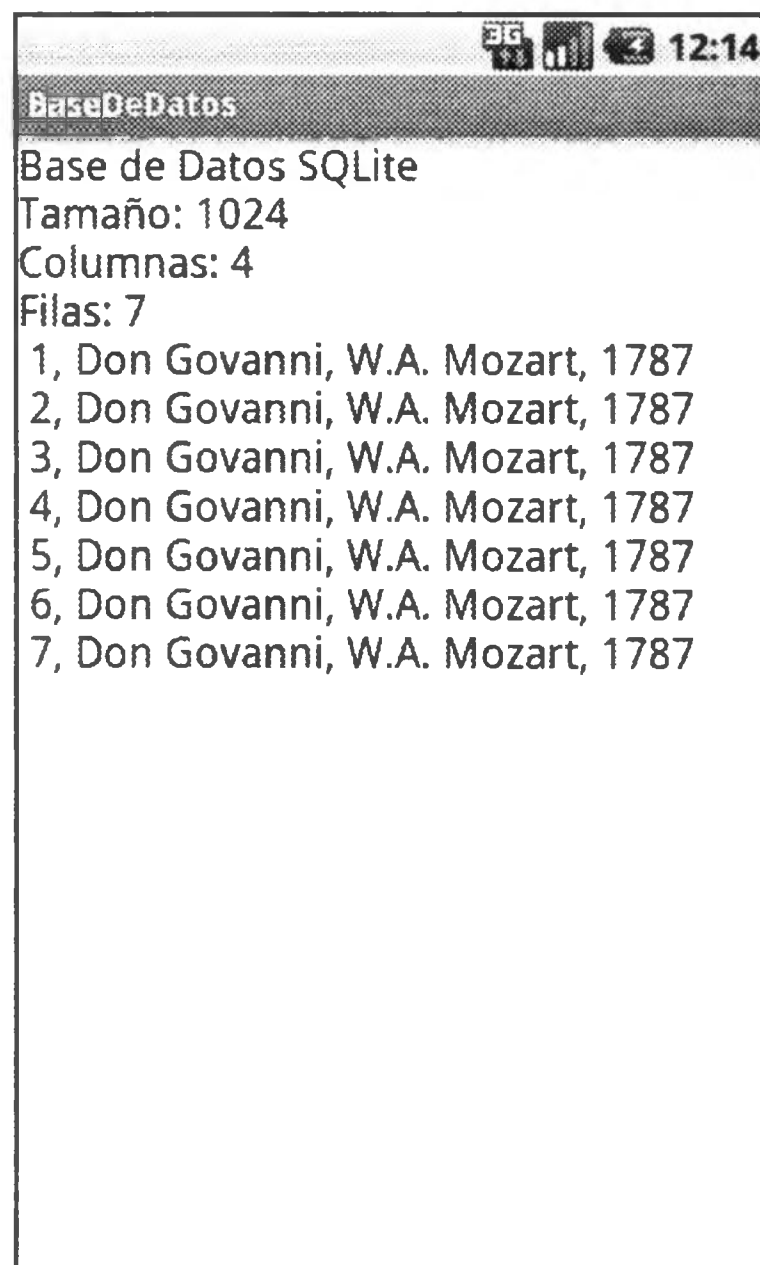 3G 12:14
BaseDeDatos
Base de Datos SQLite
Tamaño: 1024
Columnas: 4
Filas: 7
1, Don Govanni, W.A. Mozart, 1787
2, Don Govanni, W.A. Mozart, 1787
3, Don Govanni, W.A. Mozart, 1787
4, Don Govanni, W.A. Mozart, 1787
5, Don Govanni, W.A. Mozart, 1787
6, Don Govanni, W.A. Mozart, 1787
7, Don Govanni, W.A. Mozart, 1787